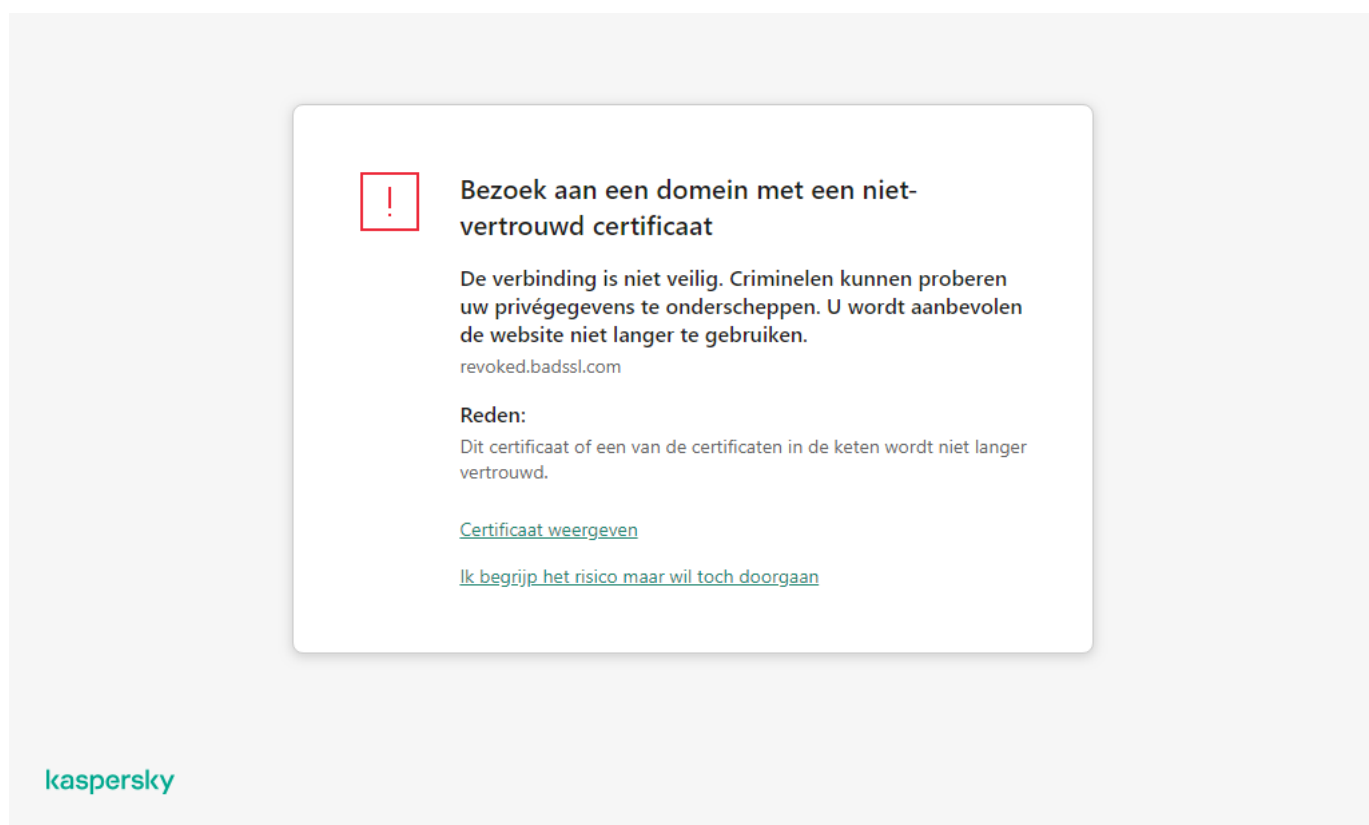 !
Bezoek aan een domein met een niet-
vertrouwd certificaat
De verbinding is niet veilig. Criminelen kunnen proberen
uw privégegevens te onderscheppen. U wordt aanbevolen
de website niet langer te gebruiken.
revoked.badssl.com
Reden:
Dit certificaat of een van de certificaten in de keten wordt niet langer
vertrouwd.
Certificaat weergeven
Ik begrijp het risico maar wil toch doorgaan
kaspersky